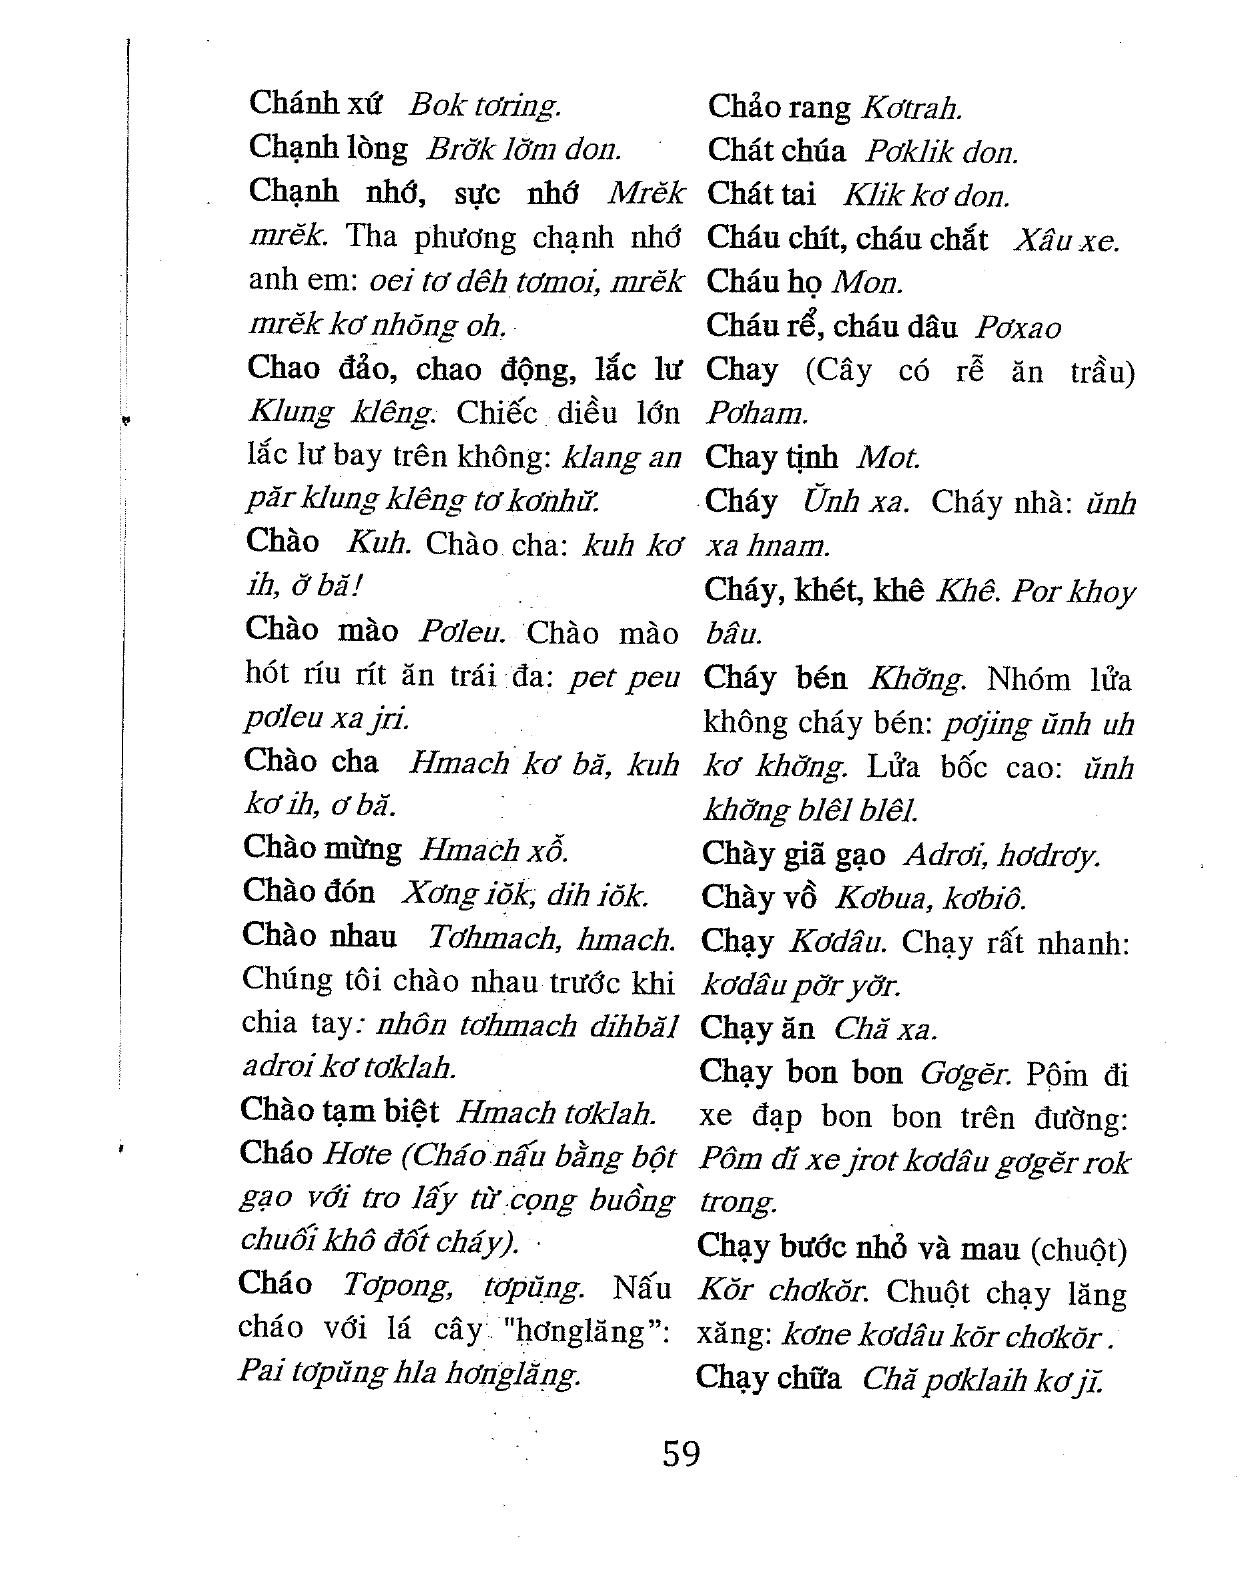 Chánh xứ Bok tơring.
Chạnh lòng Brơ̆k lơ̆m don.
Chạnh nhớ, sực nhớ Mrĕk
mrĕk. Tha phương chạnh nhớ
anh em: oei tơ dêh tơmoi, mrĕk
mrĕk kơ nhŏng oh.
Chao đảo, chao động, lắc lư
Klung klêng. Chiếc diều lớn
lắc lư bay trên không: klang an
păr klung klêng tơ kơnhư̆.
Chào Kuh. Chào cha: kuh kơ
ih, ơ̆ bă!
Chào mào Pơleu. Chào mào
hót ríu rít ăn trái đa: pet peu
pơleu xa jri.
Chào cha Hmach kơ bă, kuh
kơ ih, ơ bă.
Chào mừng Hmach xô̆.
Chào đón Xơng iŏk, dih iŏk.
Chào nhau Tơhmach, hmach.
Chúng tôi chào nhau trước khi
chia tay: nhôn tơhmach dihbăl
adroi kơ tơklah.
Chào tạm biệt Hmach tơklah.
Cháo Hơte (Cháo nấu bằng bột
gạo với tro lấy từ cọng buồng
chuối khô đốt cháy).
Cháo Tơpong, tơpŭng. Nấu
cháo với lá cây "hơnglăng”:
Pai tơpŭng hla hơnglăng.
Chảo rang Kơtrah.
Chát chúa Pơklik don.
Chát tai Klik kơ don.
Cháu chít, cháu chắt Xâu xe.
Cháu họ Mon.
Cháu rể, cháu dâu Pơxao
Chay (Cây có rễ ăn trầu)
Pơham.
Chay tịnh Mot.
Cháy Ŭnh xa. Cháy nhà: ŭnh
xa hnam.
Cháy, khét, khê Khê. Por khoy
bâu.
Cháy bén Khơ̆ng. Nhóm lửa
không cháy bén: pơjing ŭnh uh
kơ khơ̆ng. Lửa bốc cao: ŭnh
khơ̆ng blêl blêl.
Chày giã gạo Adrơi, hơdrơy.
Chày vồ Kơbua, kơbiô.
Chạy Kơdâu. Chạy rất nhanh:
kơdâu pơ̆r yơ̆r.
Chạy ăn Chă xa.
Chạy bon bon Gơgĕr. Pôm đi
xe đạp bon bon trên đường:
Pôm dĭ xe jrot kơdâu gơgĕr rok
trong.
Chạy bước nhỏ và mau (chuột)
Kŏr chơkŏr. Chuột chạy lăng
xăng: kơne kơdâu kŏr chơkŏr .
Chạy chữa Chă pơklaih kơ jĭ.
59